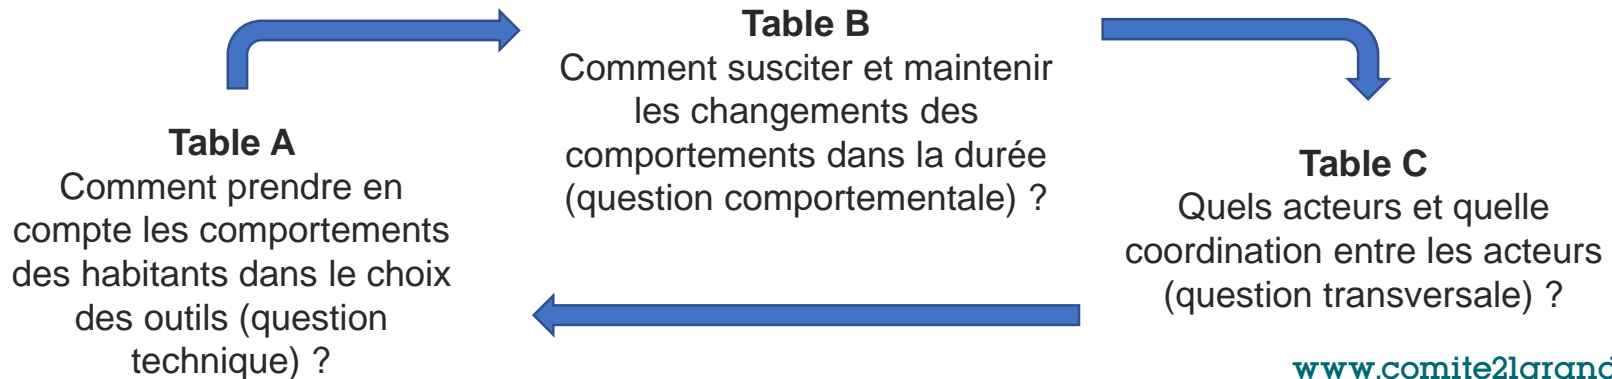 Table A
Comment prendre en
compte les comportements
des habitants dans le choix
des outils (question
technique) ?
Table B
Comment susciter et maintenir
les changements des
comportements dans la durée
(question comportementale) ?
Table C
Quels acteurs et quelle
coordination entre les acteurs
(question transversale) ?
www.comite21grand